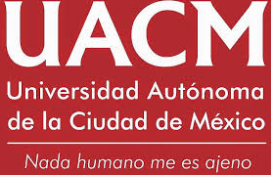 UACM
Universidad Autónoma
de la Ciudad de México
Nada humano me es ajeno